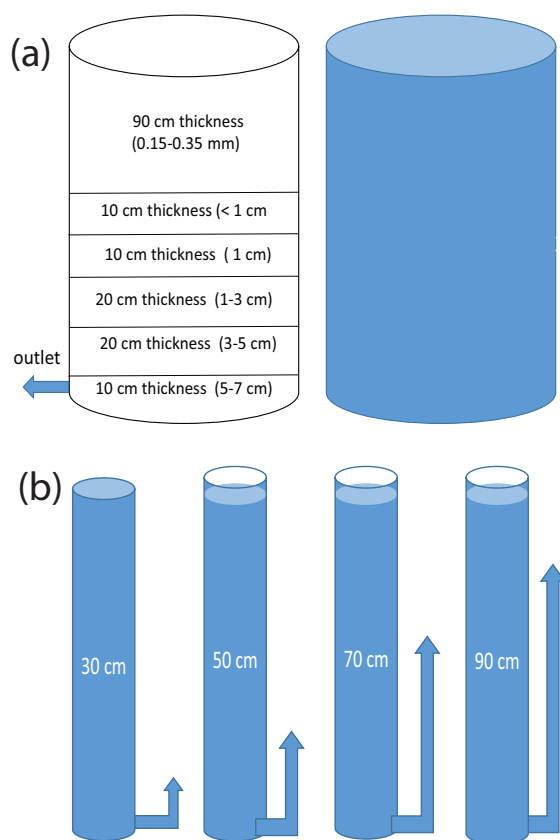 (a)
90 cm thickness
(0.15-0.35 mm)
10 cm thickness (< 1 cm
10 cm thickness ( 1 cm)
20 cm thickness (1-3 cm)
20 cm thickness (3-5 cm)
outlet
10 cm thickness (5-7 cm)
(b)
30 cm
50 cm
70 cm
90 cm